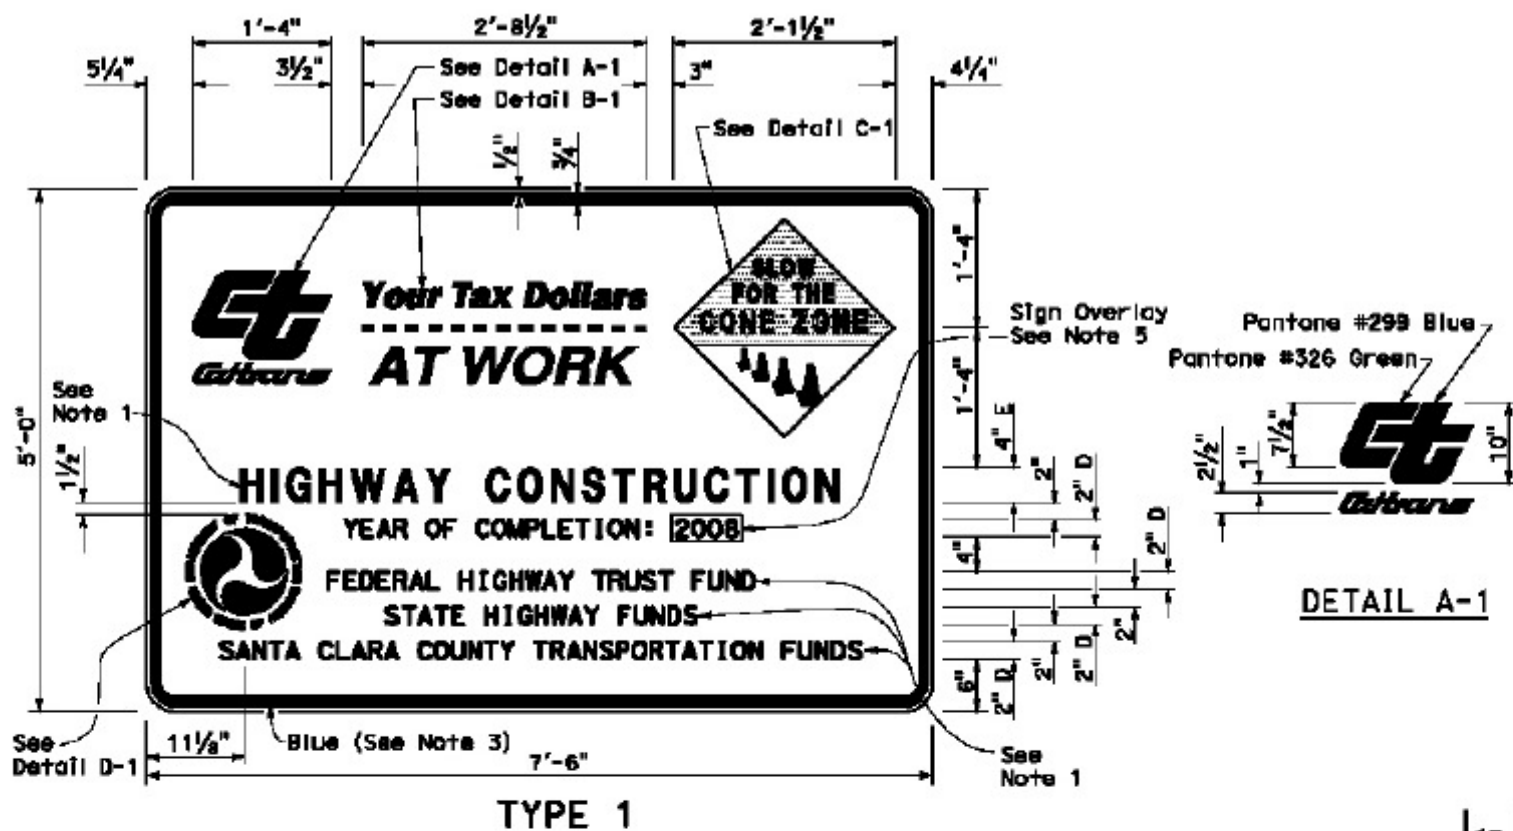 1'-4" 2'-8½" 2'-1½"
5¼" 3½" 3" 4¼"
See Detail A-1
See Detail B-1
See Detail C-1
½" ¾"
5'-0"
1'-4"
1'-4"
Ct
Caltrans
Your Tax Dollars
AT WORK
SLOW
FOR THE
CONE ZONE
Sign Overlay
See Note 5
See
Note 1
1½"
HIGHWAY CONSTRUCTION
YEAR OF COMPLETION: 2008
FEDERAL HIGHWAY TRUST FUND
STATE HIGHWAY FUNDS
SANTA CLARA COUNTY TRANSPORTATION FUNDS
4" E
2"
2" D
4"
2" D
2"
2" D
2"
2" D
6"
See
Detail D-1
11⅛"
Blue (See Note 3)
7'-6"
See
Note 1
TYPE 1
Pantone #299 Blue
Pantone #326 Green
Ct
Caltrans
7½"
10"
1"
2½"
DETAIL A-1